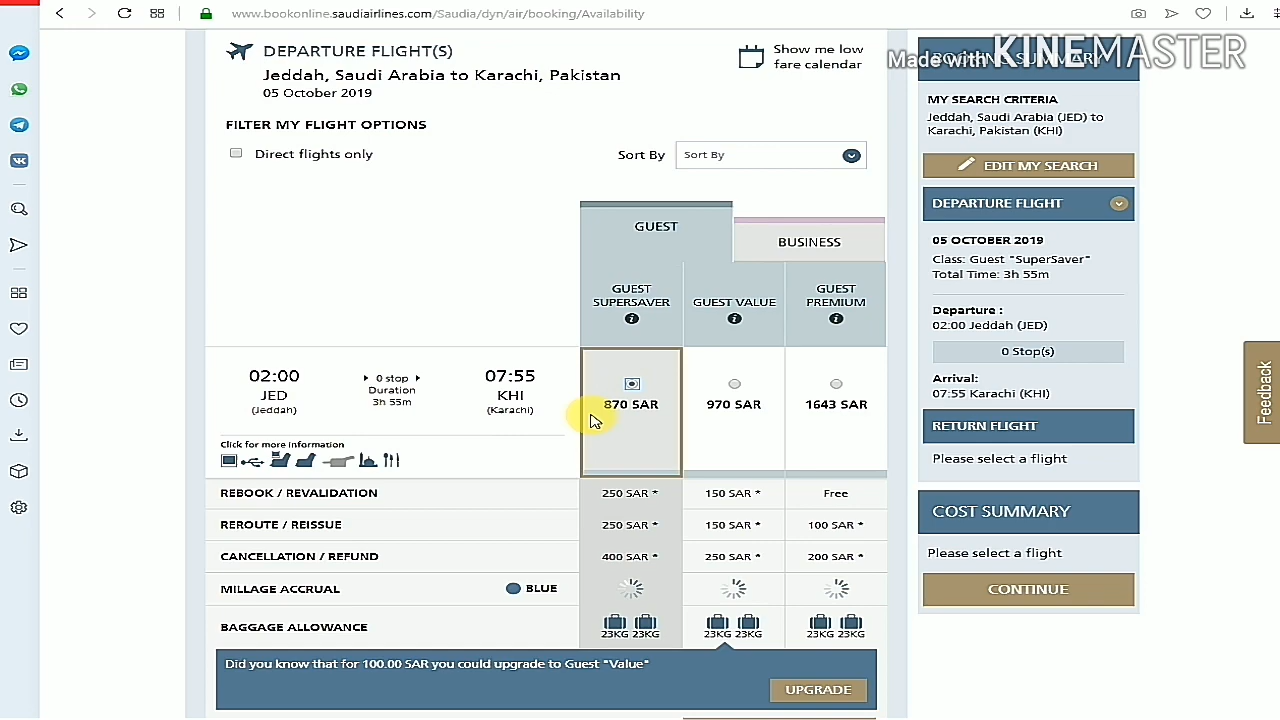 www.bookonline.saudiairlines.com/Saudia/dyn/air/booking/Availability
DEPARTURE FLIGHT(S)
Jeddah, Saudi Arabia to Karachi, Pakistan
05 October 2019
Show me low
fare calendar
FILTER MY FLIGHT OPTIONS
Direct flights only
Sort By
Sort By
GUEST
BUSINESS
GUEST
SUPERSAVER
GUEST VALUE
GUEST
PREMIUM
02:00
JED
(Jeddah)
0 stop
Duration
3h 55m
07:55
KHI
(Karachi)
870 SAR
970 SAR
1643 SAR
Click for more information
REBOOK / REVALIDATION 250 SAR * 150 SAR * Free
REROUTE / REISSUE 250 SAR * 150 SAR * 100 SAR *
CANCELLATION / REFUND 400 SAR * 250 SAR * 200 SAR *
MILLAGE ACCRUAL BLUE
BAGGAGE ALLOWANCE 23KG 23KG 23KG 23KG 23KG 23KG
Did you know that for 100.00 SAR you could upgrade to Guest "Value"
UPGRADE
Made with KINEMASTER
BOOKING SUMMARY
MY SEARCH CRITERIA
Jeddah, Saudi Arabia (JED) to
Karachi, Pakistan (KHI)
EDIT MY SEARCH
DEPARTURE FLIGHT
05 OCTOBER 2019
Class: Guest "SuperSaver"
Total Time: 3h 55m
Departure :
02:00 Jeddah (JED)
0 Stop(s)
Arrival:
07:55 Karachi (KHI)
RETURN FLIGHT
Please select a flight
COST SUMMARY
Please select a flight
CONTINUE
Feedback